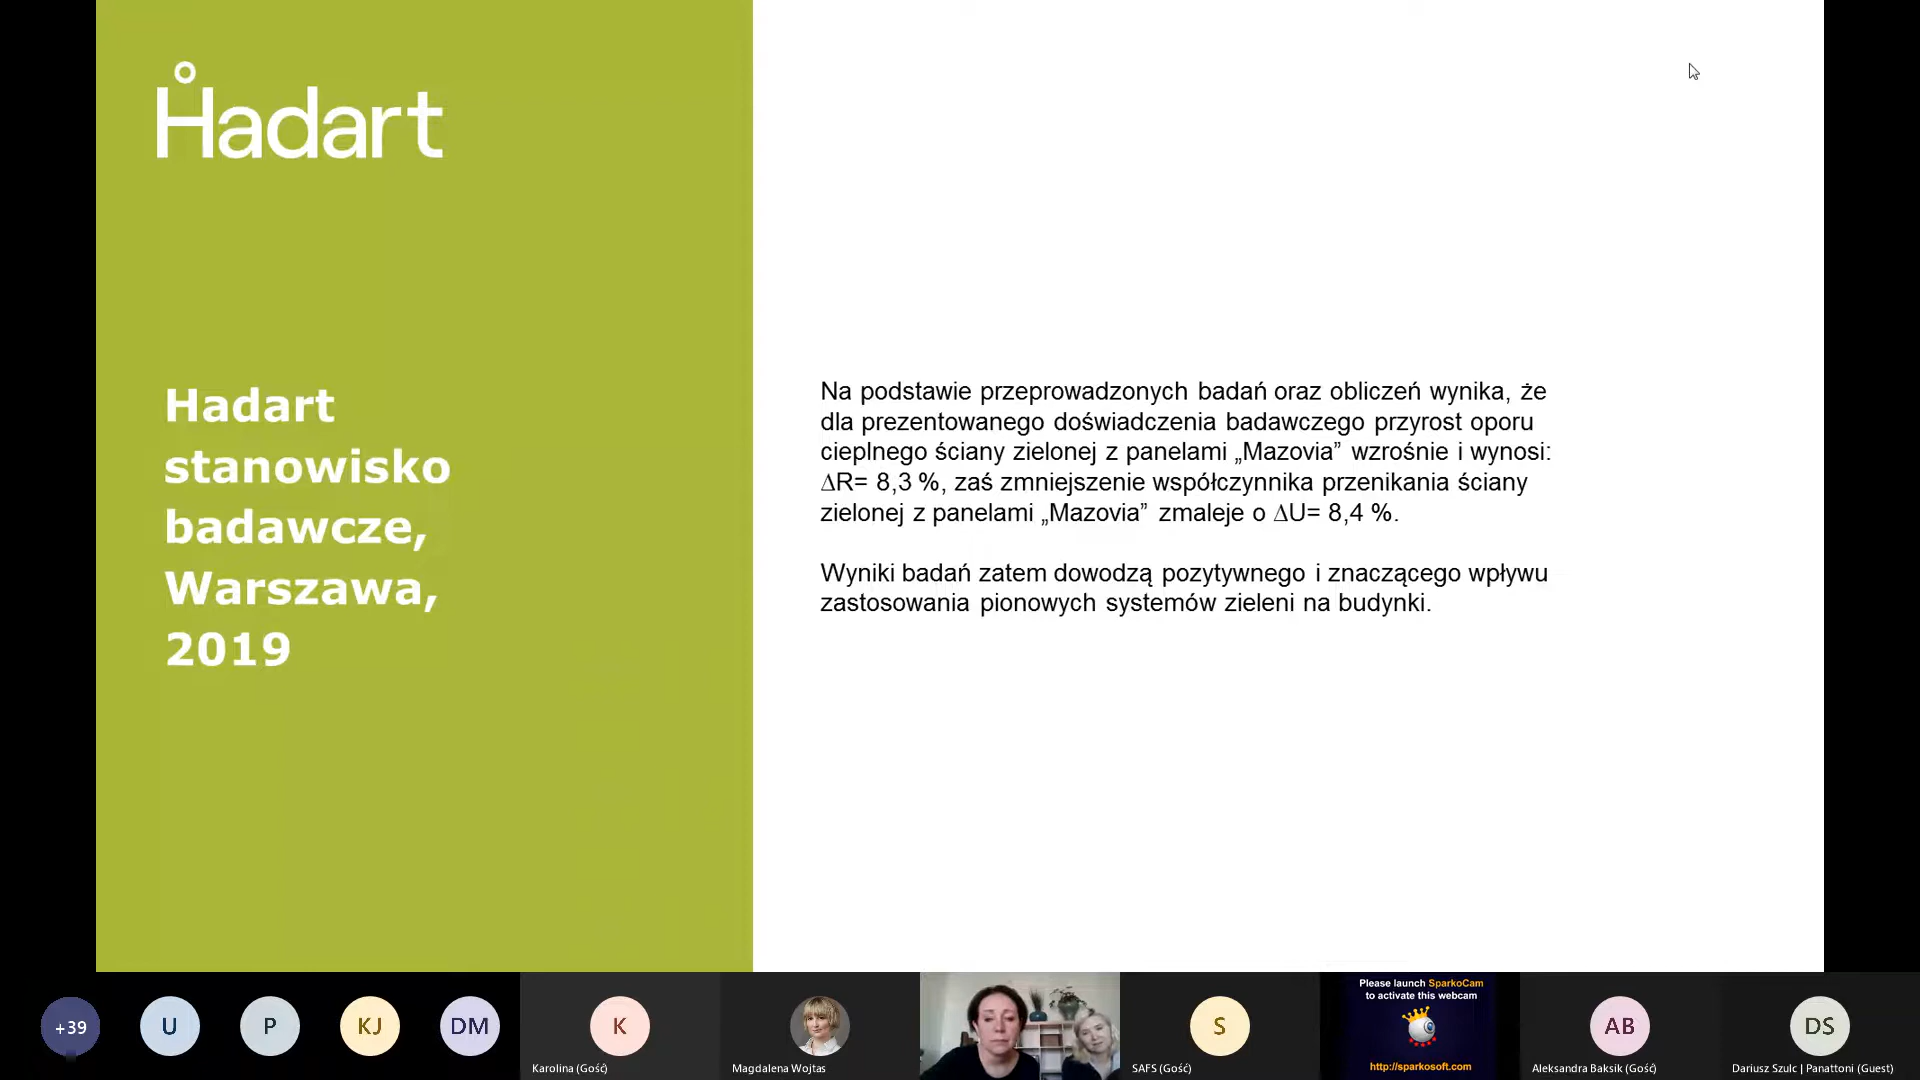 Hadart
Hadart
stanowisko
badawcze,
Warszawa,
2019
Na podstawie przeprowadzonych badań oraz obliczeń wynika, że
dla prezentowanego doświadczenia badawczego przyrost oporu
cieplnego ściany zielonej z panelami „Mazovia” wzrośnie i wynosi:
∆R= 8,3 %, zaś zmniejszenie współczynnika przenikania ściany
zielonej z panelami „Mazovia” zmaleje o ∆U= 8,4 %.
Wyniki badań zatem dowodzą pozytywnego i znaczącego wpływu
zastosowania pionowych systemów zieleni na budynki.
+39
U
P
KJ
DM
K
Karolina (Gość)
Magdalena Wojtas
S
SAFS (Gość)
Please launch SparkoCam
to activate this webcam
http://sparkosoft.com
AB
Aleksandra Baksik (Gość)
DS
Dariusz Szulc | Panattoni (Guest)